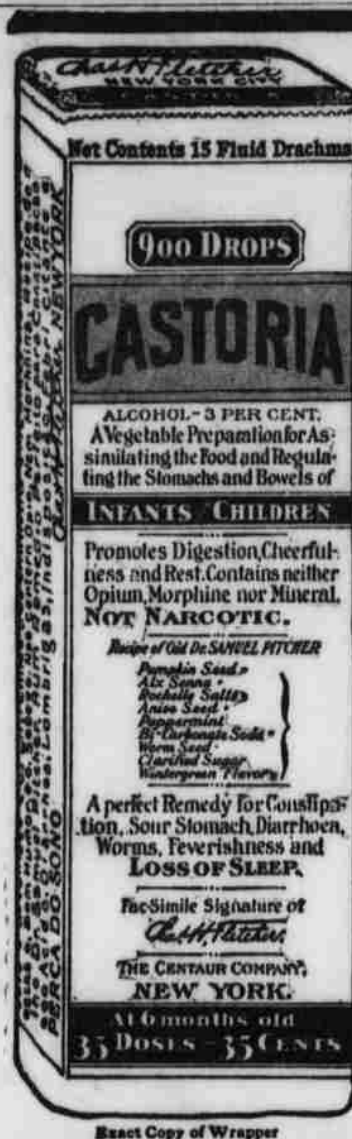 Chas H Fletcher
NEW YORK CITY
Net Contents 15 Fluid Drachms
900 DROPS
CASTORIA
ALCOHOL-3 PER CENT.
A Vegetable Preparation for As-
similating the Food and Regula-
ting the Stomachs and Bowels of
INFANTS CHILDREN
Promotes Digestion, Cheerful-
ness and Rest. Contains neither
Opium, Morphine nor Mineral.
NOT NARCOTIC.
Recipe of Old Dr. SAMUEL PITCHER
Pumpkin Seed
Alx Senna
Rochelle Salts
Anise Seed
Peppermint
Bi-Carbonate Soda
Worm Seed
Clarified Sugar
Wintergreen Flavor
A perfect Remedy for Constipa-
tion, Sour Stomach, Diarrhoea,
Worms, Feverishness and
LOSS OF SLEEP.
Fac-Simile Signature of
Chas H. Fletcher.
THE CENTAUR COMPANY,
NEW YORK.
At 6 months old
35 DOSES - 35 CENTS
PERCA DO SONO
NEW YORK
Exact Copy of Wrapper